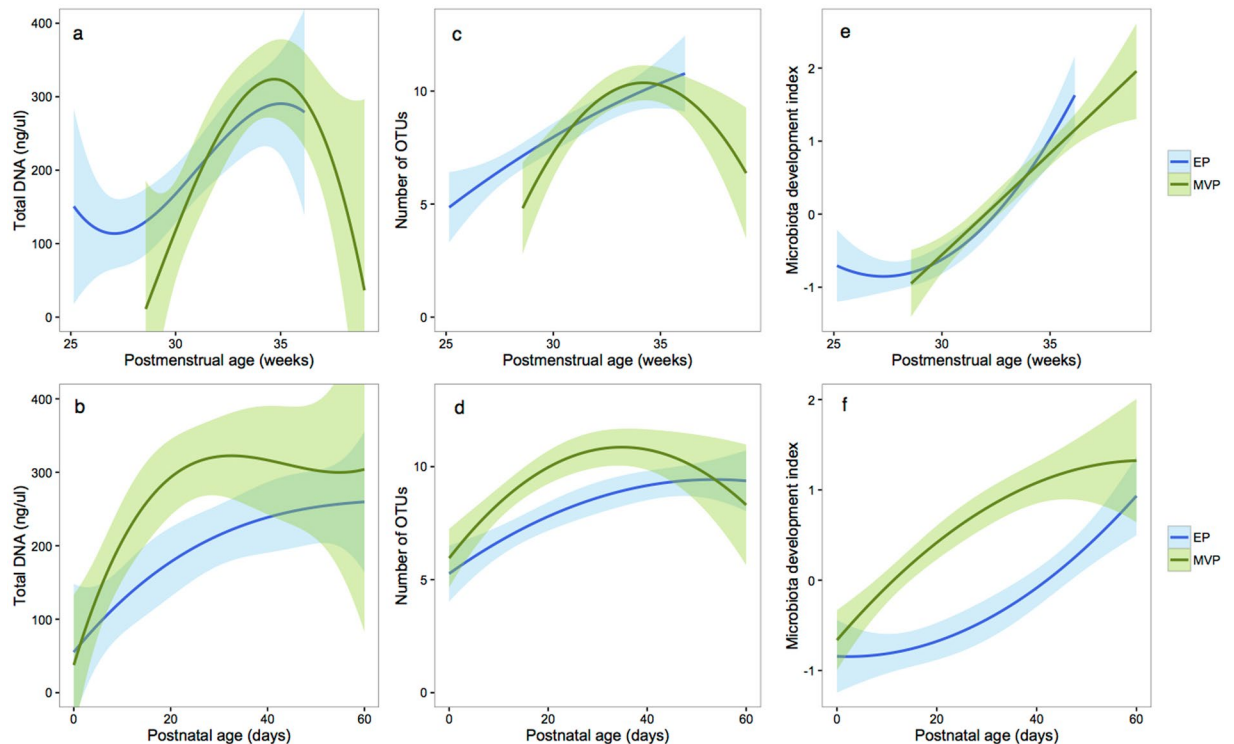 a
Total DNA (ng/ul)
400
300
200
100
0
25
30
35
Postmenstrual age (weeks)
c
Number of OTUs
10
5
0
25
30
35
Postmenstrual age (weeks)
e
Microbiota development index
2
1
0
-1
25
30
35
Postmenstrual age (weeks)
EP
MVP
b
Total DNA (ng/ul)
400
300
200
100
0
0
20
40
60
Postnatal age (days)
d
Number of OTUs
10
5
0
0
20
40
60
Postnatal age (days)
f
Microbiota development index
2
1
0
-1
0
20
40
60
Postnatal age (days)
EP
MVP